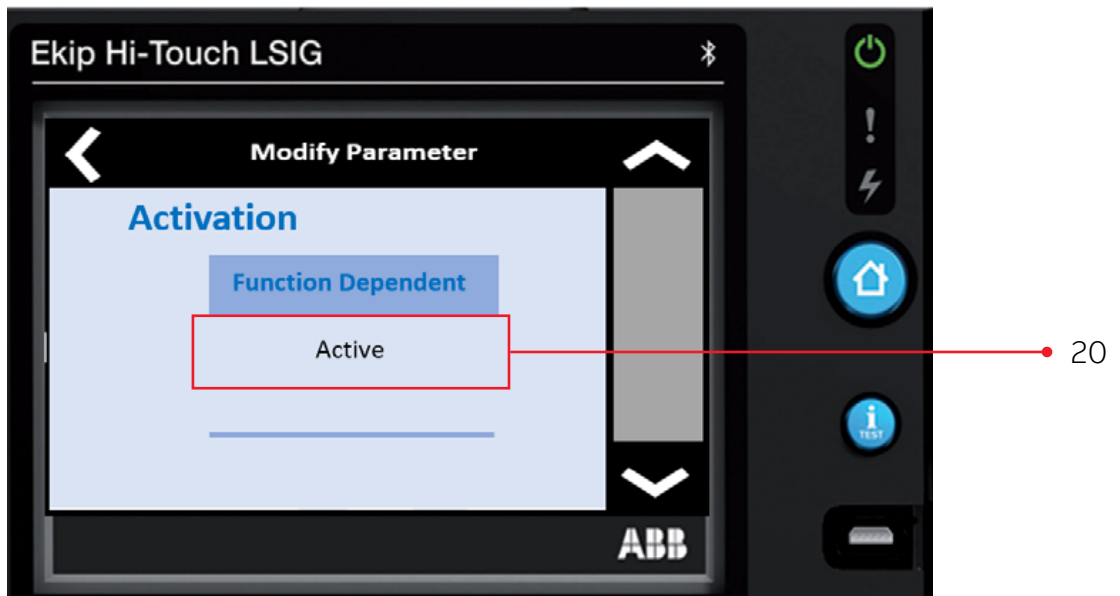 Ekip Hi-Touch LSIG
Modify Parameter
Activation
Function Dependent
Active
20
i
TEST
ABB